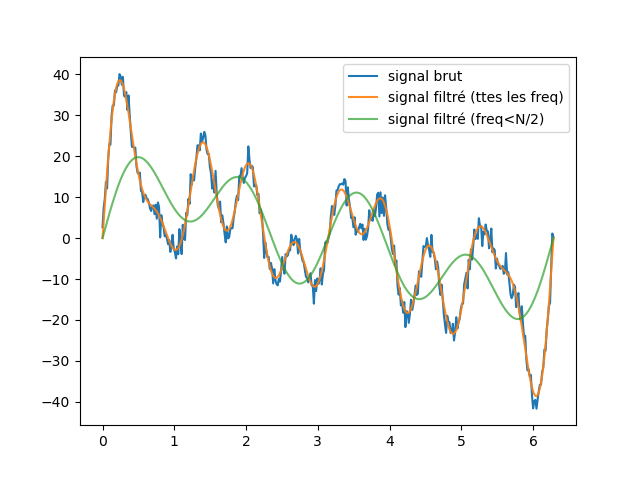 signal brut
signal filtré (ttes les freq)
signal filtré (freq<N/2)
40
30
20
10
0
−10
−20
−30
−40
0 1 2 3 4 5 6